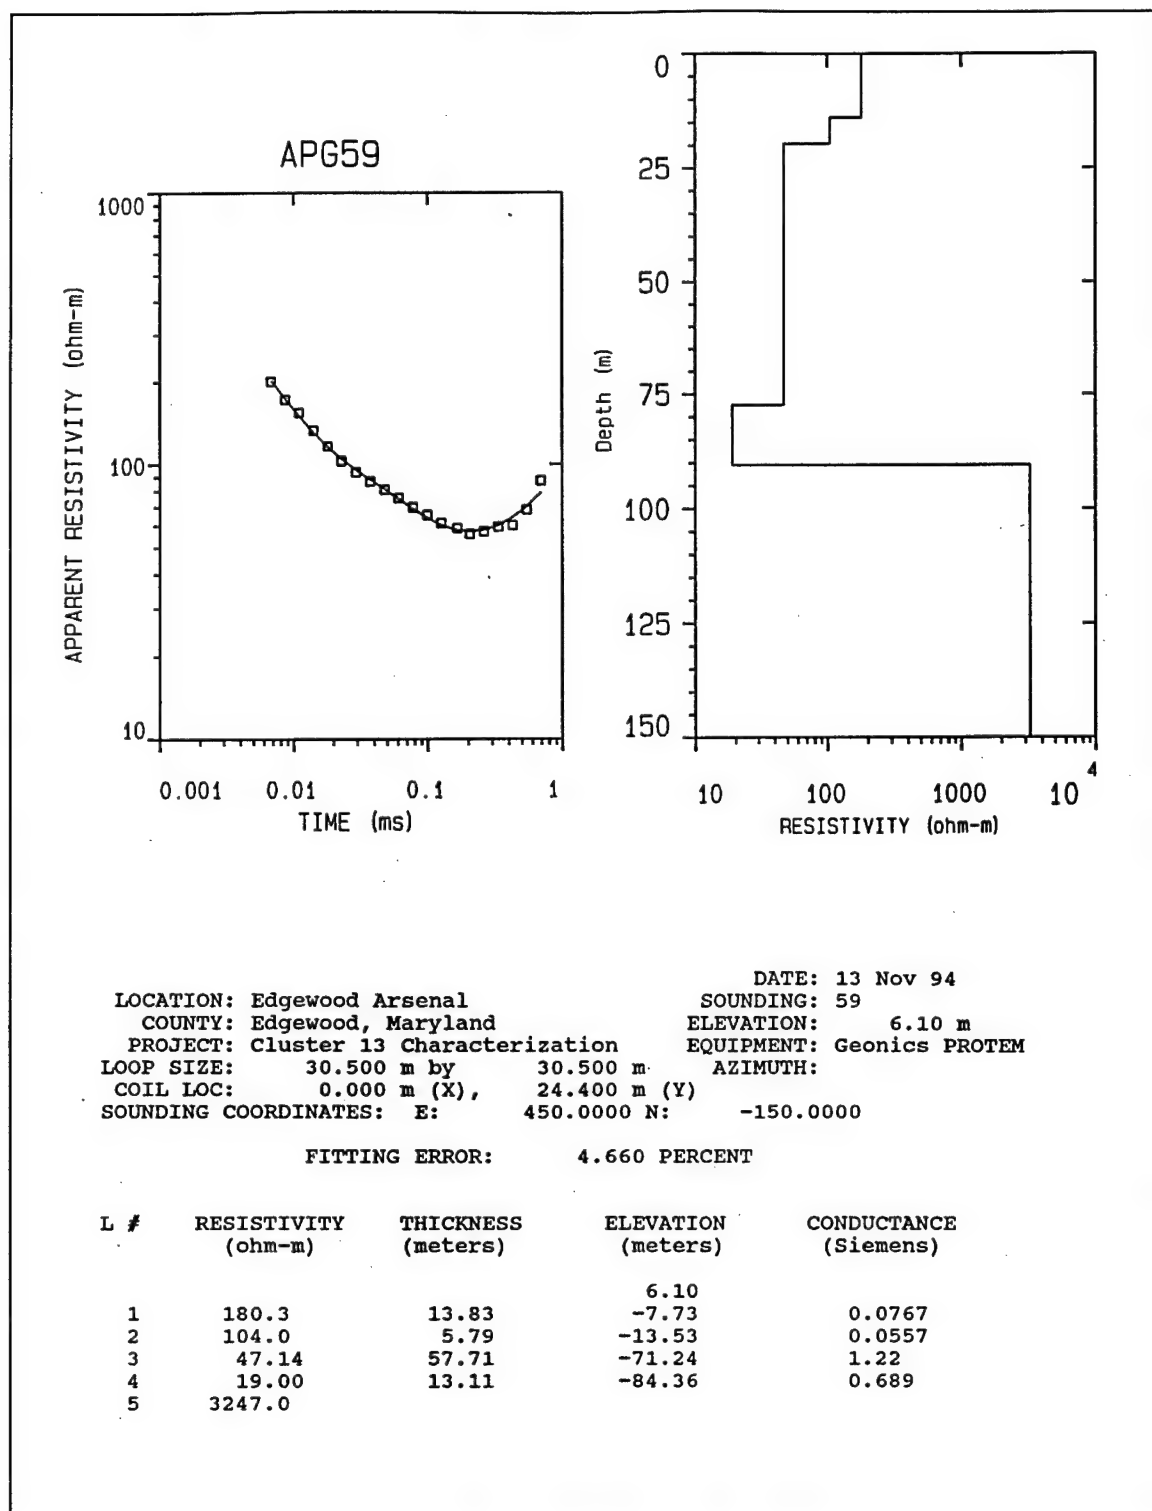 APG59
1000
100
10
APPARENT RESISTIVITY (ohm-m)
0.001 0.01 0.1 1
TIME (ms)
0
25
50
75
100
125
150
Depth (m)
10 100 1000 10 4
RESISTIVITY (ohm-m)
DATE: 13 Nov 94
LOCATION: Edgewood Arsenal SOUNDING: 59
COUNTY: Edgewood, Maryland ELEVATION: 6.10 m
PROJECT: Cluster 13 Characterization EQUIPMENT: Geonics PROTEM
LOOP SIZE: 30.500 m by 30.500 m AZIMUTH:
COIL LOC: 0.000 m (X), 24.400 m (Y)
SOUNDING COORDINATES: E: 450.0000 N: -150.0000
FITTING ERROR: 4.660 PERCENT
L # RESISTIVITY THICKNESS ELEVATION CONDUCTANCE
(ohm-m) (meters) (meters) (Siemens)
6.10
1 180.3 13.83 -7.73 0.0767
2 104.0 5.79 -13.53 0.0557
3 47.14 57.71 -71.24 1.22
4 19.00 13.11 -84.36 0.689
5 3247.0